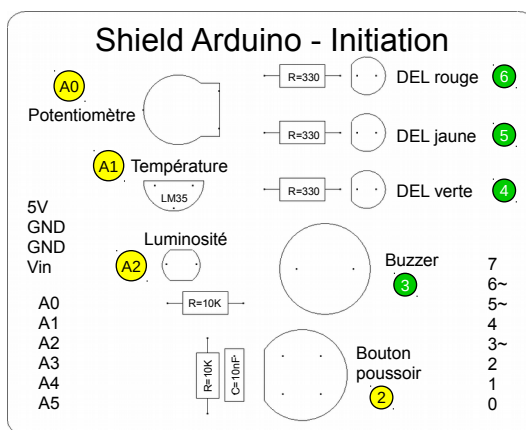 Shield Arduino - Initiation
A0
Potentiomètre
R=330
DEL rouge
6
R=330
DEL jaune
5
A1
Température
LM35
R=330
DEL verte
4
5V
GND
GND
Vin
Luminosité
A2
R=10K
Buzzer
3
A0
A1
A2
A3
A4
A5
R=10K
C=10nF
Bouton
poussoir
2
7
6~
5~
4
3~
2
1
0